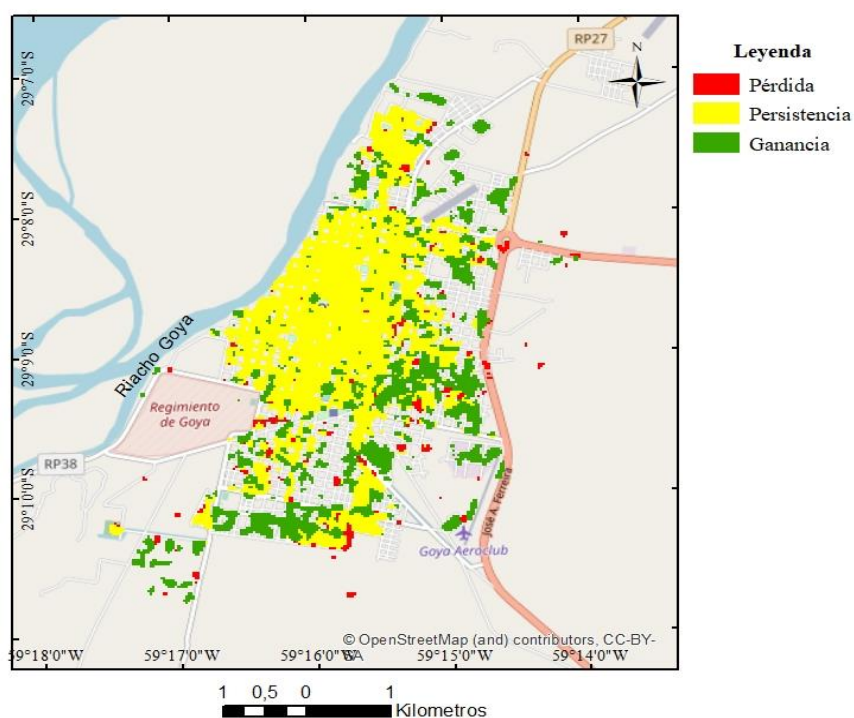 RP27
N
Leyenda
Pérdida
Persistencia
Ganancia
29°7'0"S
29°8'0"S
29°9'0"S
29°10'0"S
Riacho Goya
Regimiento
de Goya
RP38
José A. Ferreira
Goya Aeroclub
© OpenStreetMap (and) contributors, CC-BY-
SA
59°18'0"W
59°17'0"W
59°16'0"W
59°15'0"W
59°14'0"W
1 0,5 0 1
Kilometros